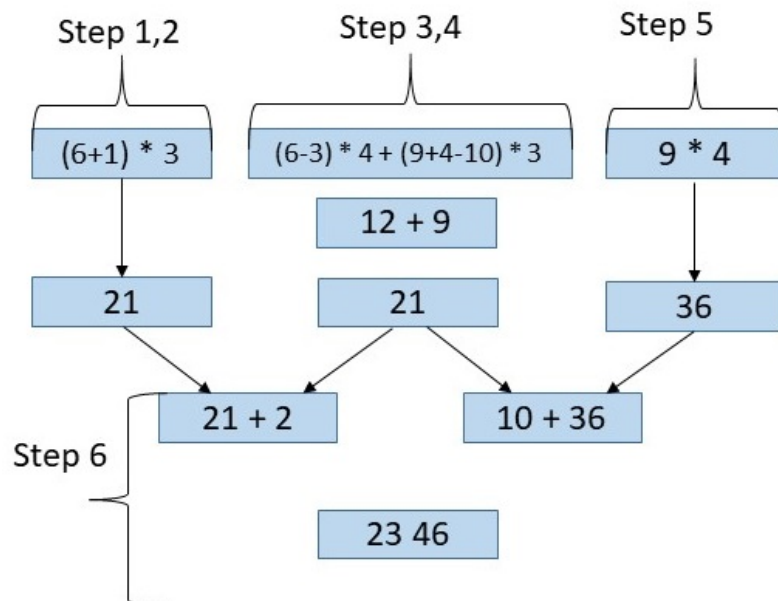 Step 1,2
Step 3,4
Step 5
(6+1) * 3
(6-3) * 4 + (9+4-10) * 3
9 * 4
12 + 9
21
21
36
21 + 2
10 + 36
Step 6
23 46